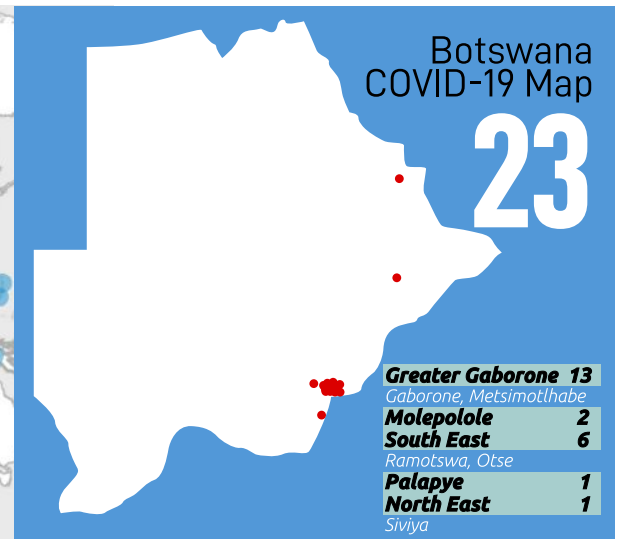 Botswana
COVID-19 Map
23
Greater Gaborone 13
Gaborone, Metsimotlhabe
Molepolole 2
South East 6
Ramotswa, Otse
Palapye 1
North East 1
Siviya